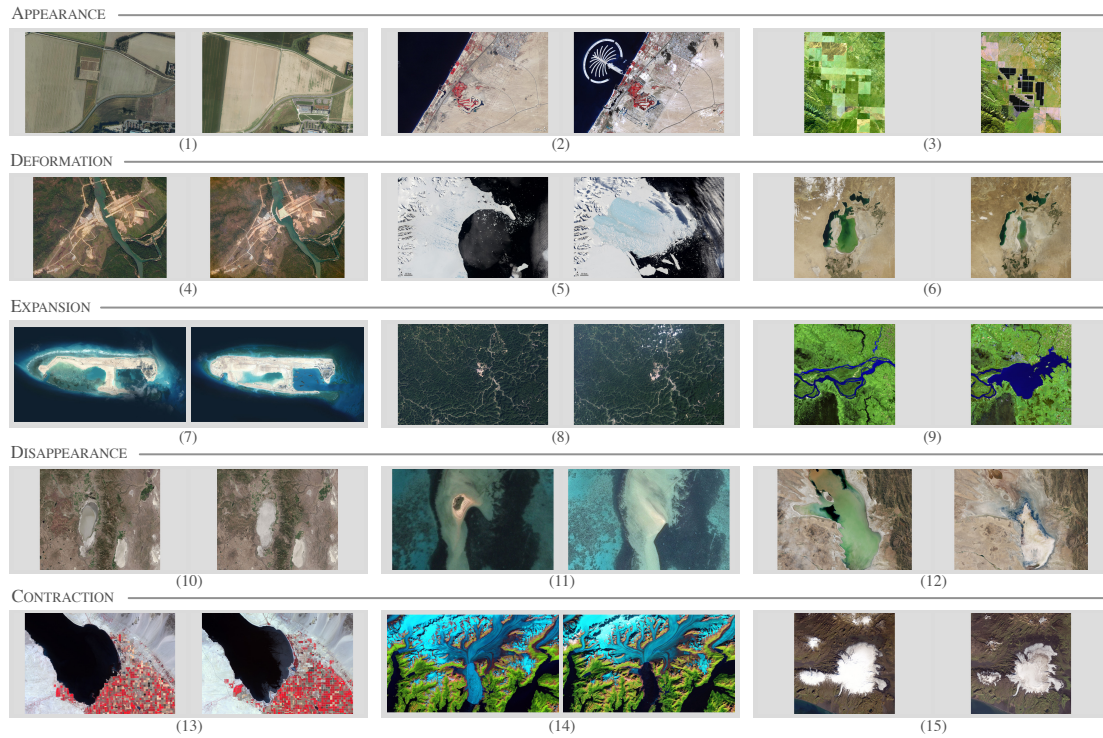 APPEARANCE
(1) (2) (3)
DEFORMATION
(4) (5) (6)
EXPANSION
(7) (8) (9)
DISAPPEARANCE
(10) (11) (12)
CONTRACTION
(13) (14) (15)